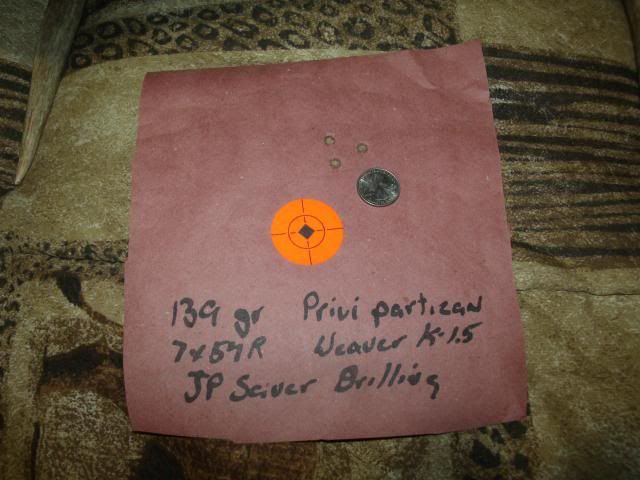 139 gr Privi partizan
7x57R Weaver K-1.5
JP Sauer Drilling